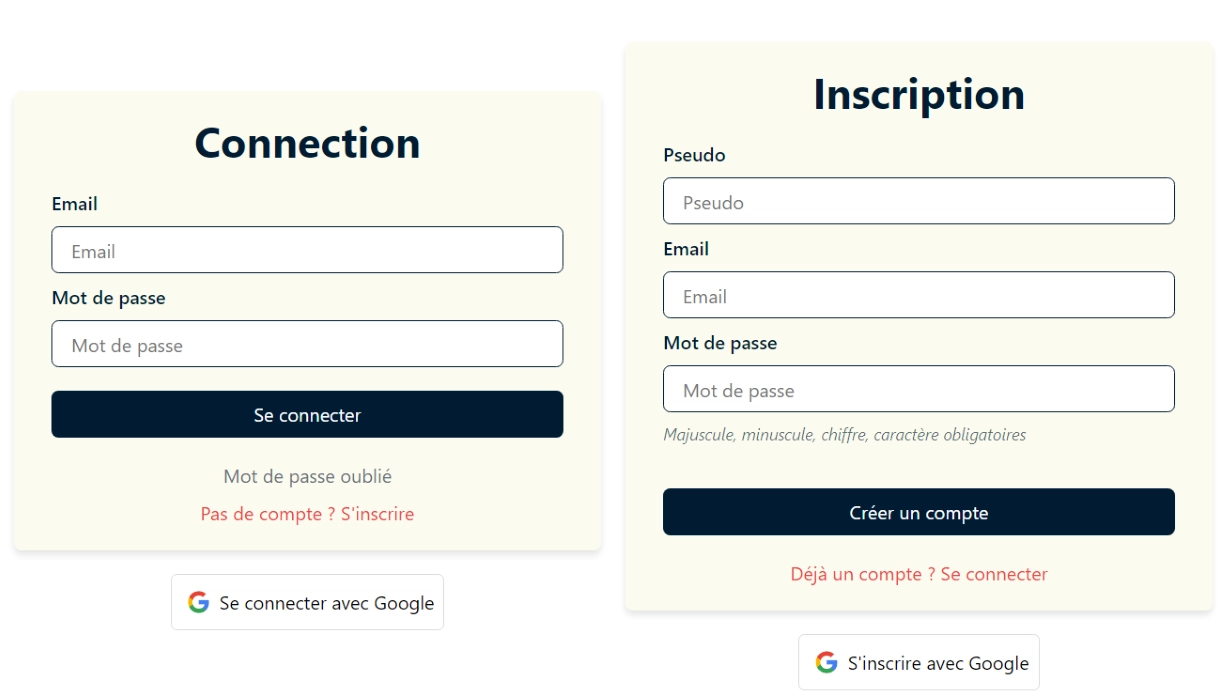 Connection
Email
Email
Mot de passe
Mot de passe
Se connecter
Mot de passe oublié
Pas de compte ? S'inscrire
Se connecter avec Google
Inscription
Pseudo
Pseudo
Email
Email
Mot de passe
Mot de passe
Majuscule, minuscule, chiffre, caractère obligatoires
Créer un compte
Déjà un compte ? Se connecter
S'inscrire avec Google